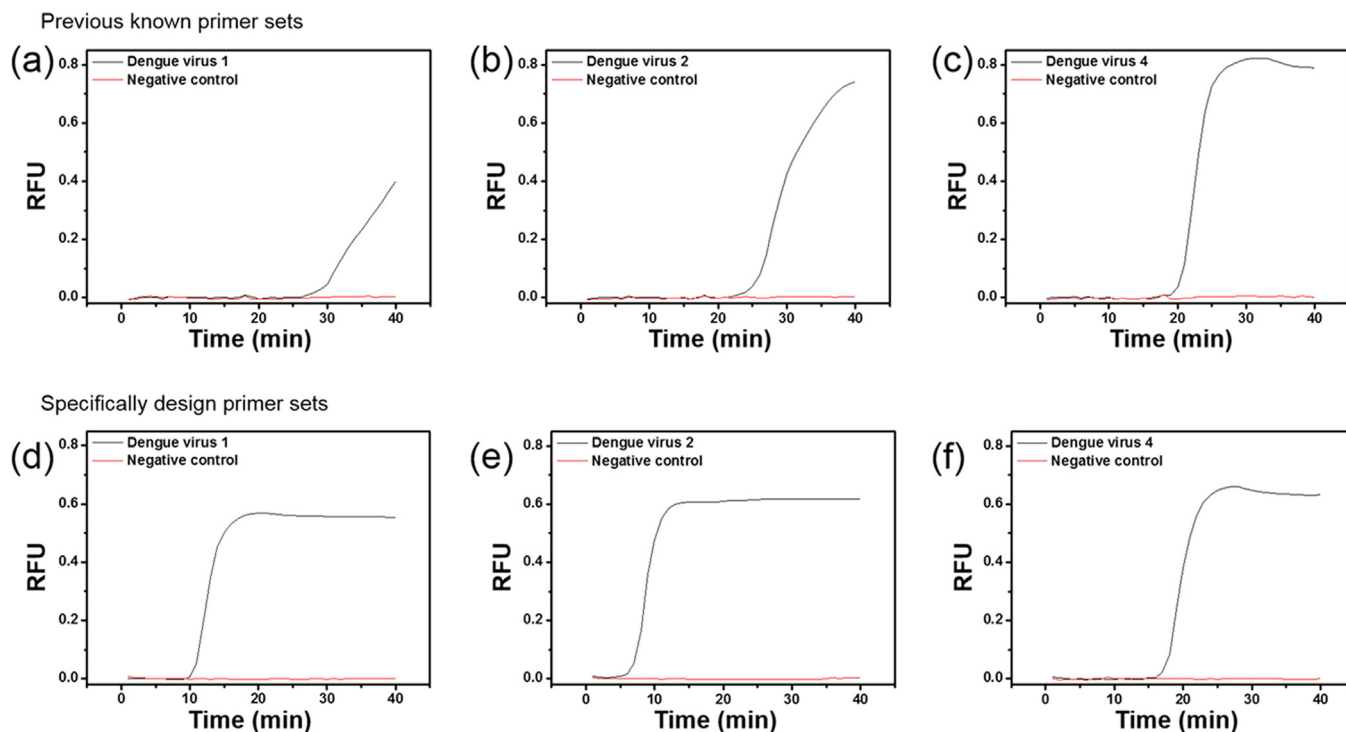 Previous known primer sets
(a)
Dengue virus 1
Negative control
0.8
0.6
0.4
0.2
0.0
RFU
0 10 20 30 40
Time (min)
(b)
Dengue virus 2
Negative control
0.8
0.6
0.4
0.2
0.0
RFU
0 10 20 30 40
Time (min)
(c)
Dengue virus 4
Negative control
0.8
0.6
0.4
0.2
0.0
RFU
0 10 20 30 40
Time (min)
Specifically design primer sets
(d)
Dengue virus 1
Negative control
0.8
0.6
0.4
0.2
0.0
RFU
0 10 20 30 40
Time (min)
(e)
Dengue virus 2
Negative control
0.8
0.6
0.4
0.2
0.0
RFU
0 10 20 30 40
Time (min)
(f)
Dengue virus 4
Negative control
0.8
0.6
0.4
0.2
0.0
RFU
0 10 20 30 40
Time (min)